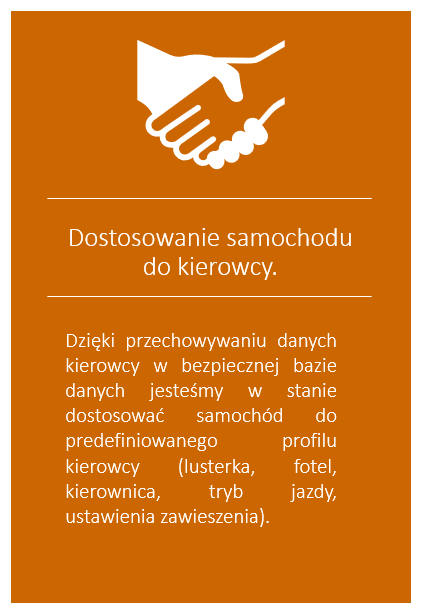 Dostosowanie samochodu
do kierowcy.
Dzięki przechowywaniu danych
kierowcy w bezpiecznej bazie
danych jesteśmy w stanie
dostosować samochód do
predefiniowanego profilu
kierowcy (lusterka, fotel,
kierownica, tryb jazdy,
ustawienia zawieszenia).